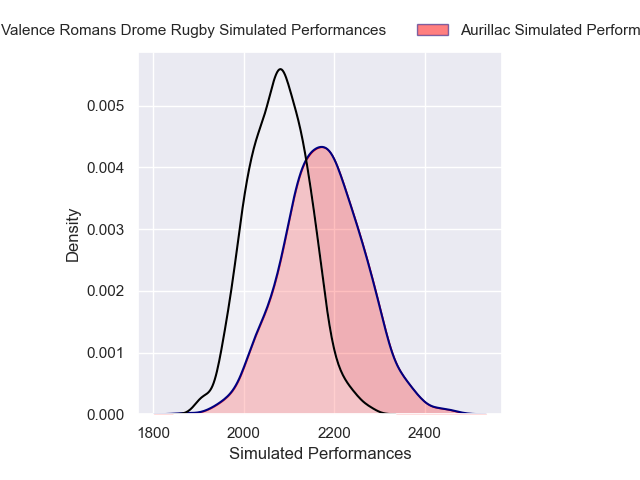 Valence Romans Drome Rugby Simulated Performances
Aurillac Simulated Perform
0.005
0.004
0.003
0.002
0.001
0.000
Density
1800 2000 2200 2400
Simulated Performances